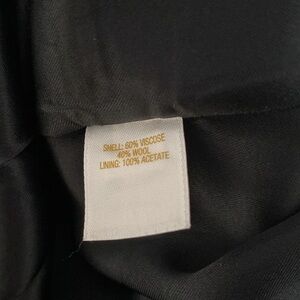 SHELL: 60% VISCOSE
40% WOOL
LINING: 100% ACETATE